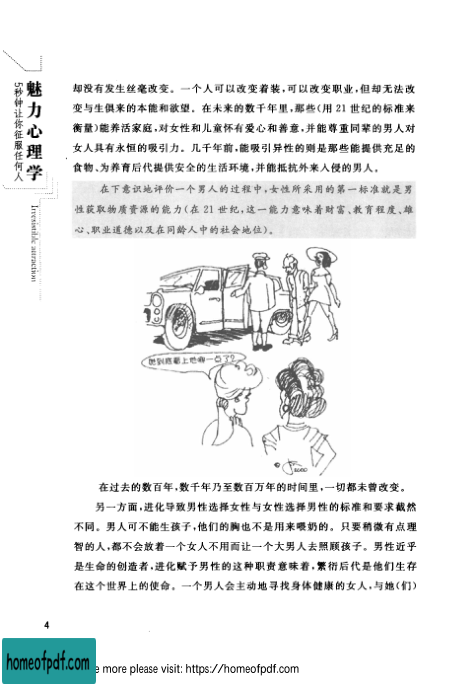 魅力心理学
5秒钟让你征服任何人
Irresistible attraction
却没有发生丝毫改变。一个人可以改变着装,可以改变职业,但却无法改
变与生俱来的本能和欲望。在未来的数千年里,那些(用 21 世纪的标准来
衡量)能养活家庭,对女性和儿童怀有爱心和善意,并能尊重同辈的男人对
女人具有永恒的吸引力。几千年前,能吸引异性的则是那些能提供充足的
食物、为养育后代提供安全的生活环境,并能抵抗外来入侵的男人。
在下意识地评价一个男人的过程中,女性所采用的第一标准就是男
性获取物质资源的能力(在 21 世纪,这一能力意味着财富、教育程度、雄
心、职业道德以及在同龄人中的社会地位)。
她到底看上他哪一点了?
©
2000
在过去的数百年,数千年乃至数百万年的时间里,一切都未曾改变。
另一方面,进化导致男性选择女性与女性选择男性的标准和要求截然
不同。男人可不能生孩子,他们的胸也不是用来喂奶的。只要稍微有点理
智的人,都不会放着一个女人不用而让一个大男人去照顾孩子。男性近乎
是生命的创造者,进化赋予男性的这种职责意味着,繁衍后代是他们生存
在这个世界上的使命。一个男人会主动地寻找身体健康的女人,与她(们)
4
homeofpdf.com
e more please visit: https://homeofpdf.com